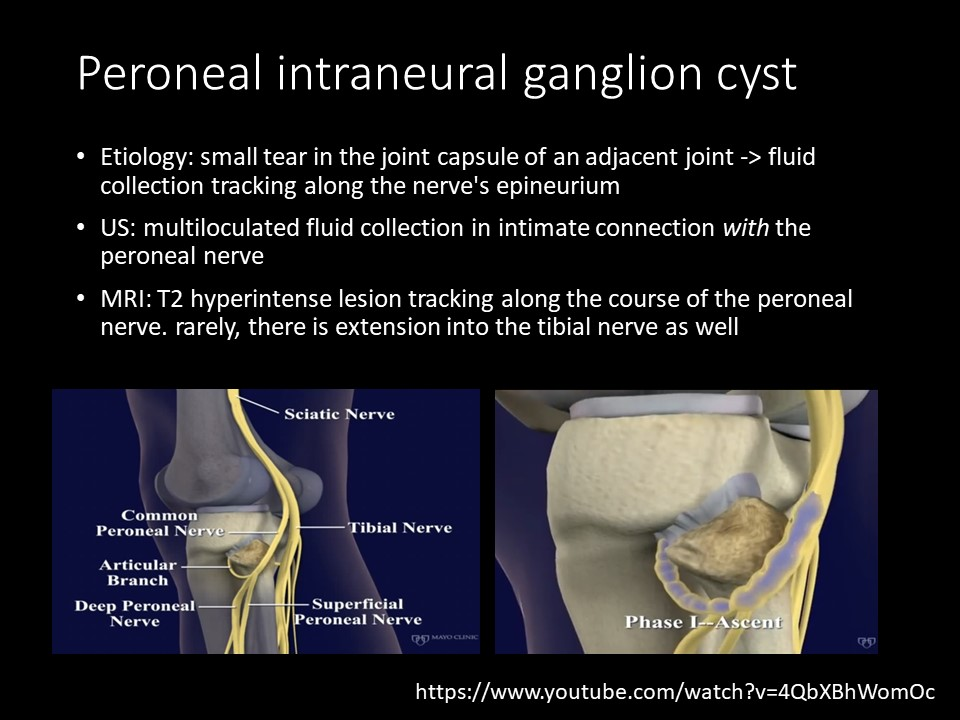 Peroneal intraneural ganglion cyst
• Etiology: small tear in the joint capsule of an adjacent joint -> fluid
collection tracking along the nerve's epineurium
• US: multiloculated fluid collection in intimate connection with the
peroneal nerve
• MRI: T2 hyperintense lesion tracking along the course of the peroneal
nerve. rarely, there is extension into the tibial nerve as well
Sciatic Nerve
Common
Peroneal Nerve
Tibial Nerve
Articular
Branch
Deep Peroneal
Nerve
Superficial
Peroneal Nerve
MAYO CLINIC
Phase I--Ascent
https://www.youtube.com/watch?v=4QbXBhWomOc